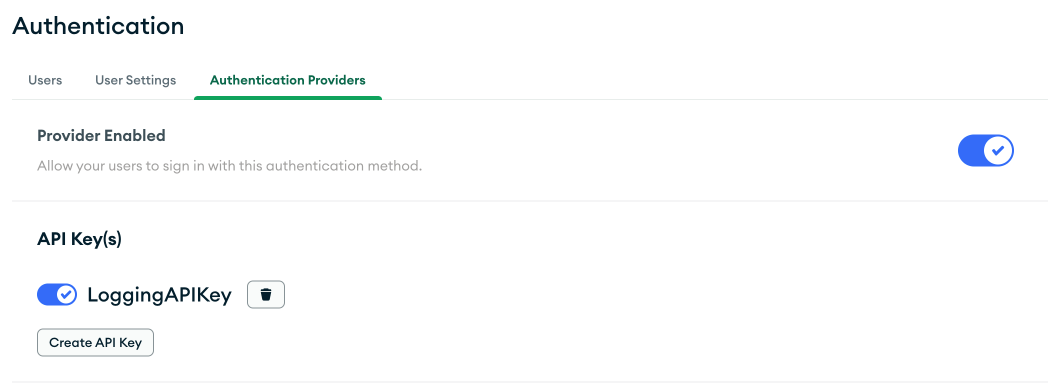 Authentication
Users User Settings Authentication Providers
Provider Enabled
Allow your users to sign in with this authentication method.
API Key(s)
LoggingAPIKey
Create API Key